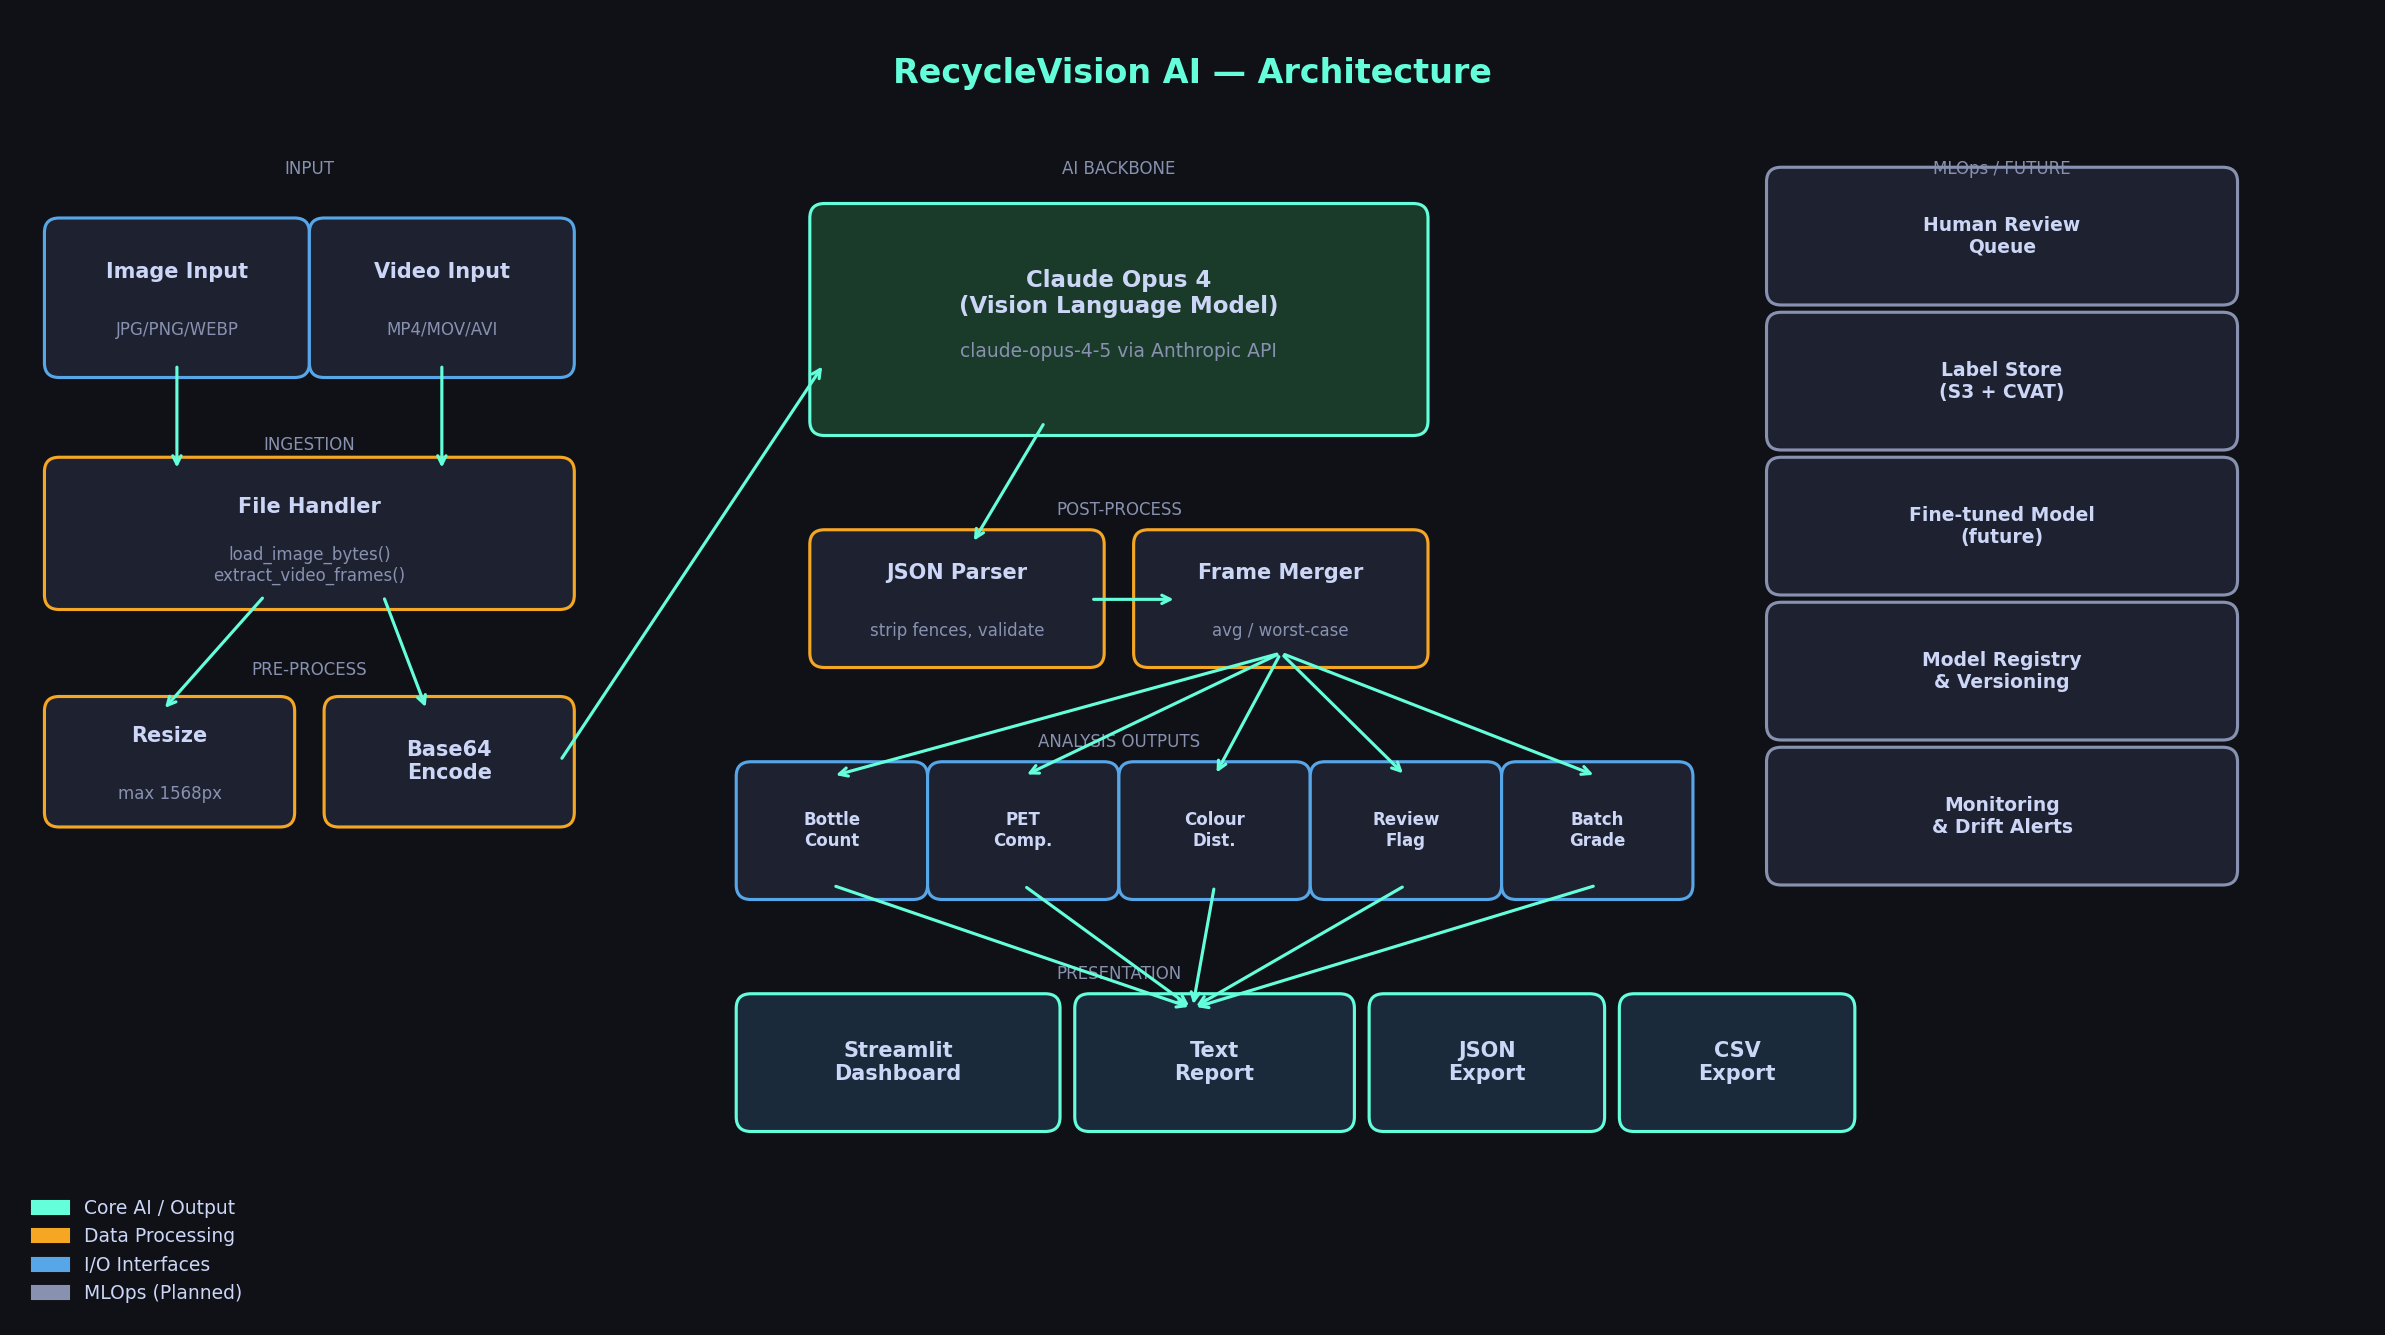 RecycleVision AI — Architecture
INPUT
Image Input
JPG/PNG/WEBP
Video Input
MP4/MOV/AVI
INGESTION
File Handler
load_image_bytes()
extract_video_frames()
PRE-PROCESS
Resize
max 1568px
Base64
Encode
AI BACKBONE
Claude Opus 4
(Vision Language Model)
claude-opus-4-5 via Anthropic API
POST-PROCESS
JSON Parser
strip fences, validate
Frame Merger
avg / worst-case
ANALYSIS OUTPUTS
Bottle
Count
PET
Comp.
Colour
Dist.
Review
Flag
Batch
Grade
PRESENTATION
Streamlit
Dashboard
Text
Report
JSON
Export
CSV
Export
MLOps / FUTURE
Human Review
Queue
Label Store
(S3 + CVAT)
Fine-tuned Model
(future)
Model Registry
& Versioning
Monitoring
& Drift Alerts
Core AI / Output
Data Processing
I/O Interfaces
MLOps (Planned)